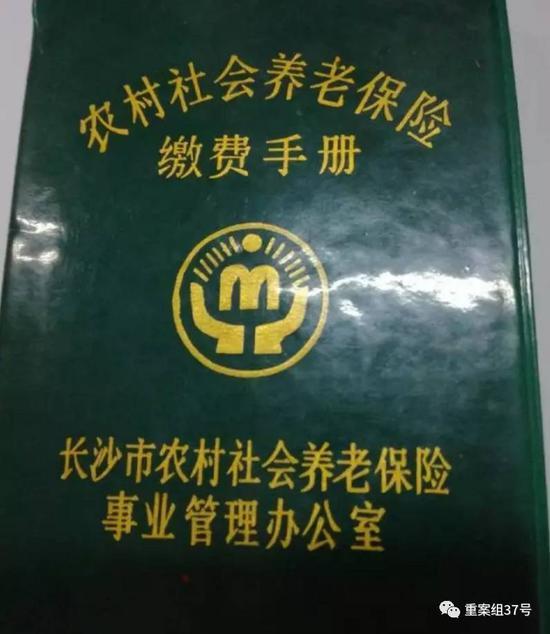 农村社会养老保险
缴费手册
m
长沙市农村社会养老保险
事业管理办公室
重案组37号